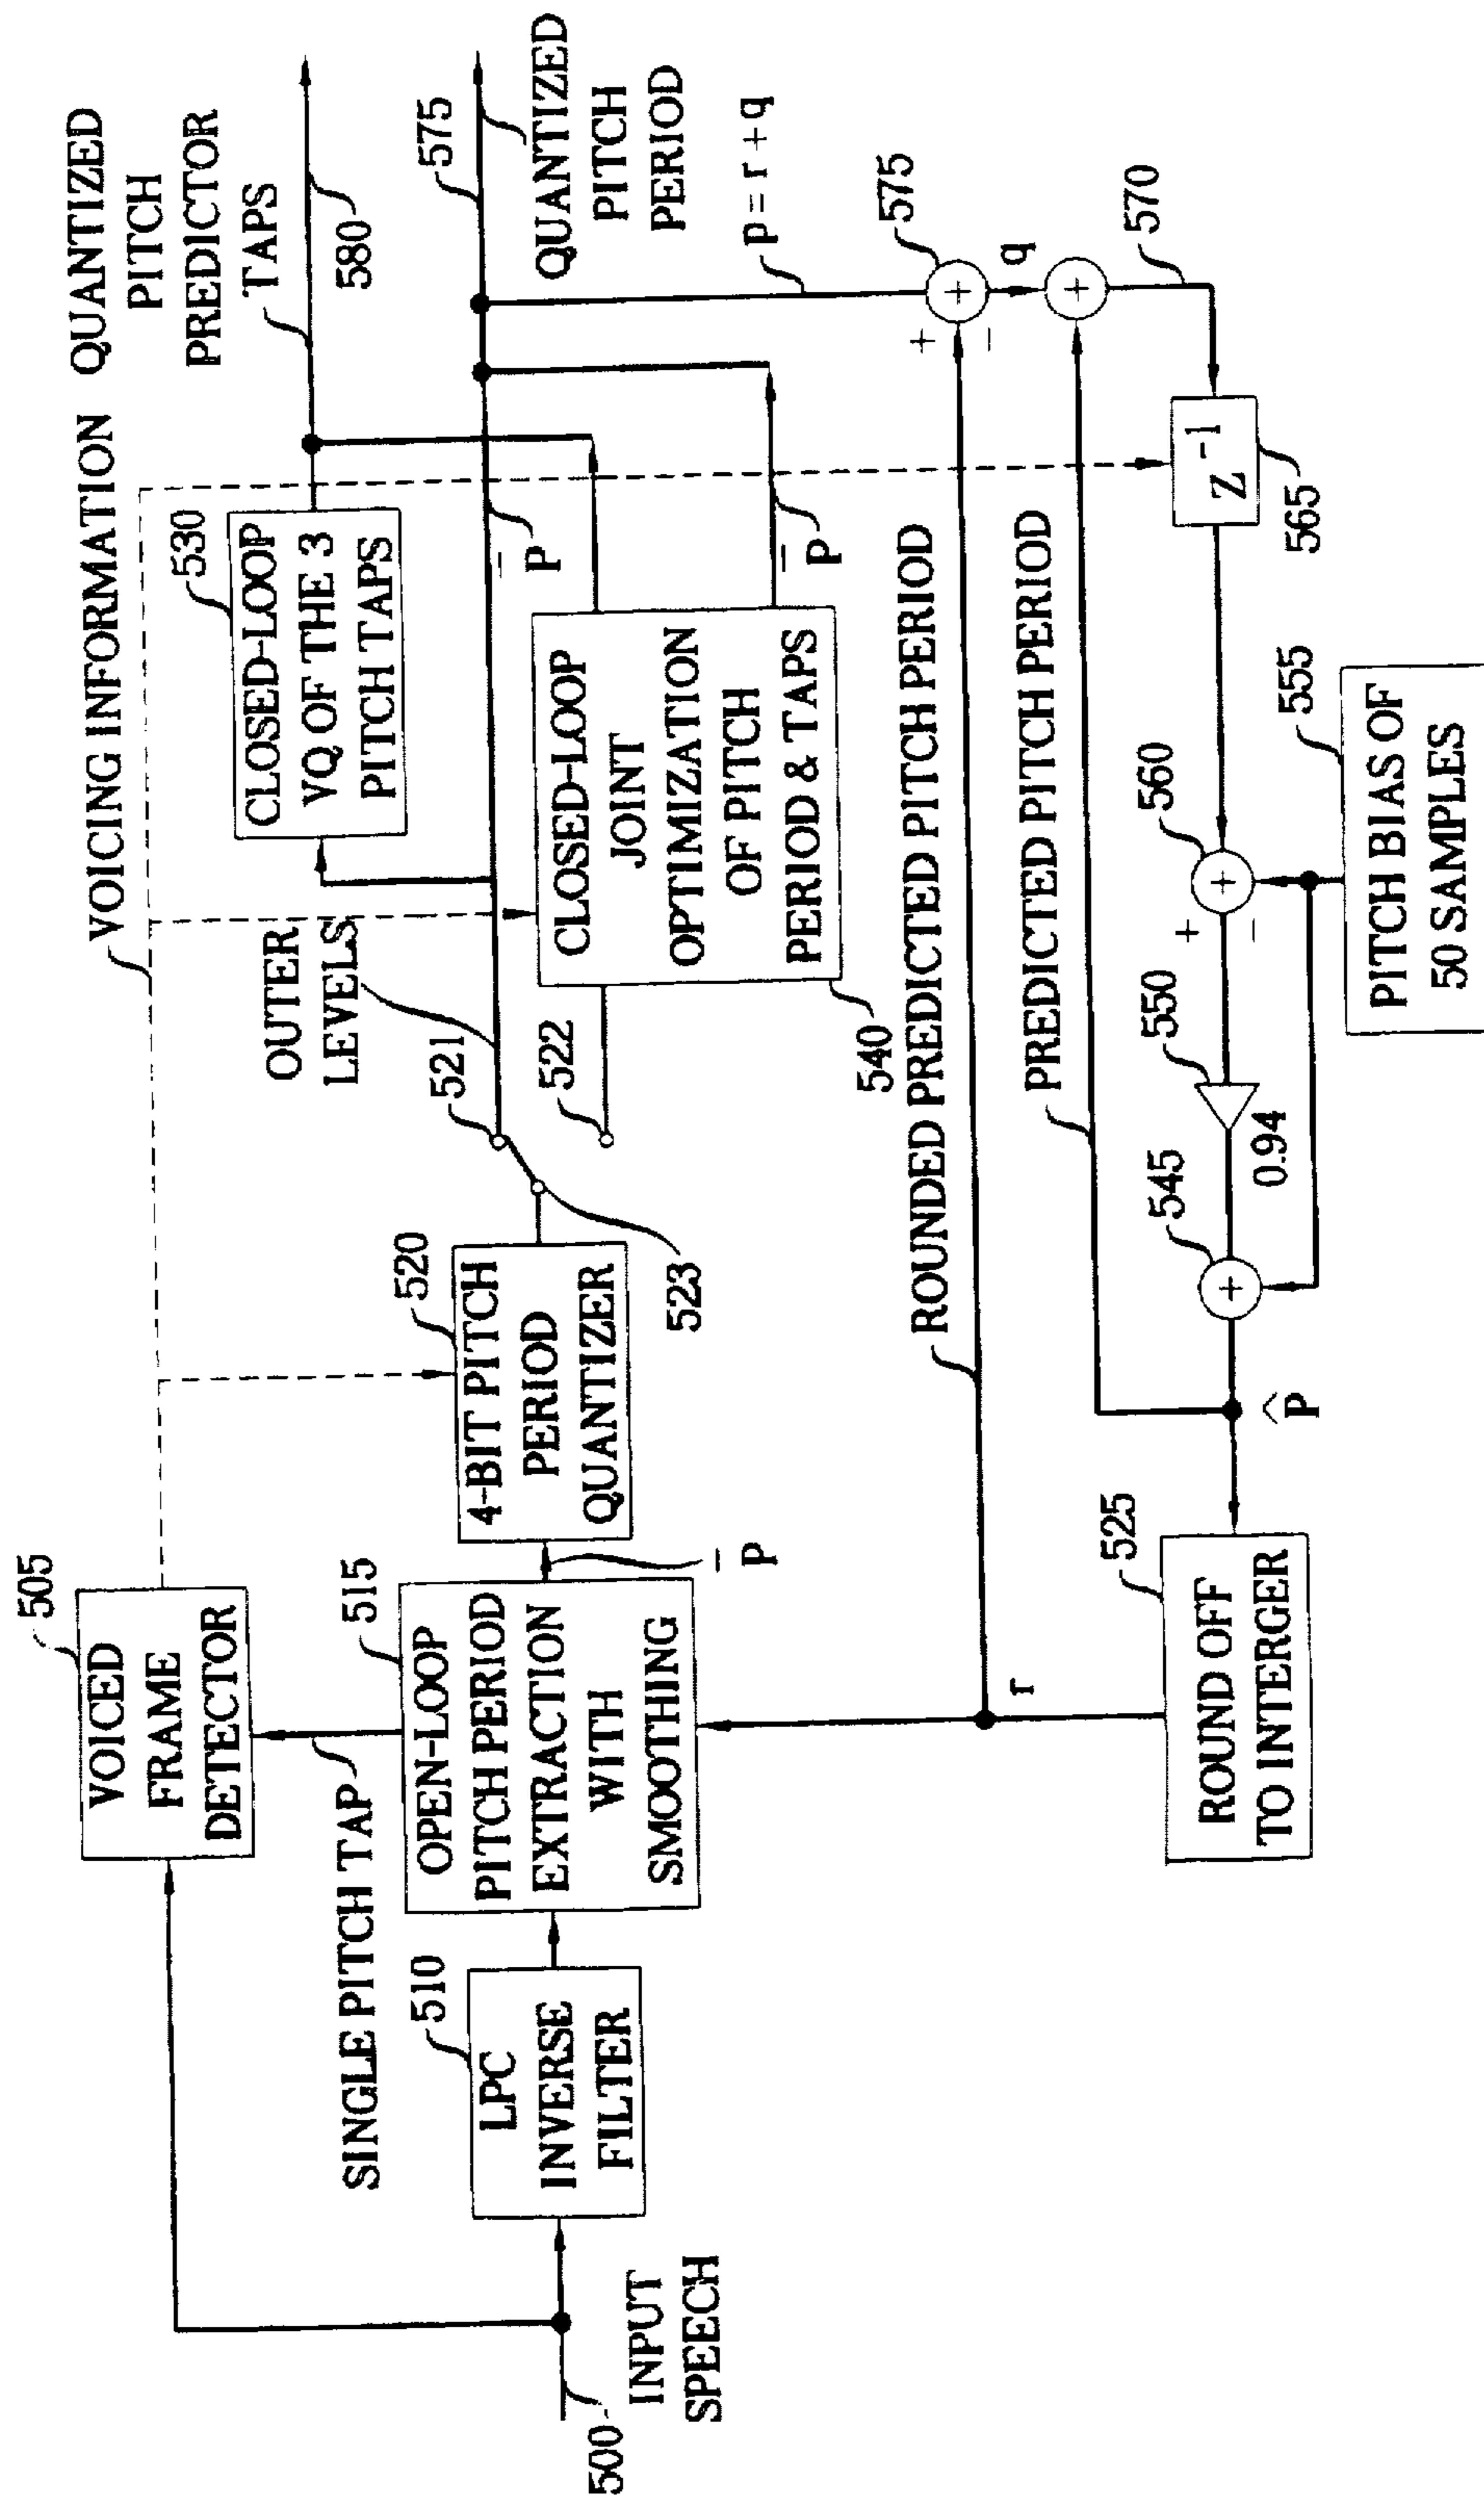 505
VOICED
FRAME
DETECTOR
VOICING INFORMATION
QUANTIZED
PITCH
PREDICTOR
TAPS
580
530
CLOSED-LOOP
VQ OF THE 3
PITCH TAPS
SINGLE PITCH TAP
515
OPEN-LOOP
PITCH PERIOD
EXTRACTION
WITH
SMOOTHING
510
LPC
INVERSE
FILTER
500
INPUT
SPEECH
P̄
520
4-BIT PITCH
PERIOD
QUANTIZER
523
521
522
OUTER
LEVELS
P̄
575
QUANTIZED
PITCH
PERIOD
CLOSED-LOOP
JOINT
OPTIMIZATION
OF PITCH
PERIOD & TAPS
540
P̄
P = r + q
575
+
+
−
q
+
570
ROUNDED PREDICTED PITCH PERIOD
PREDICTED PITCH PERIOD
r
525
ROUND OFF
TO INTERGER
P̂
545
+
550
0.94
560
+
+
−
Z⁻¹
565
555
PITCH BIAS OF
50 SAMPLES